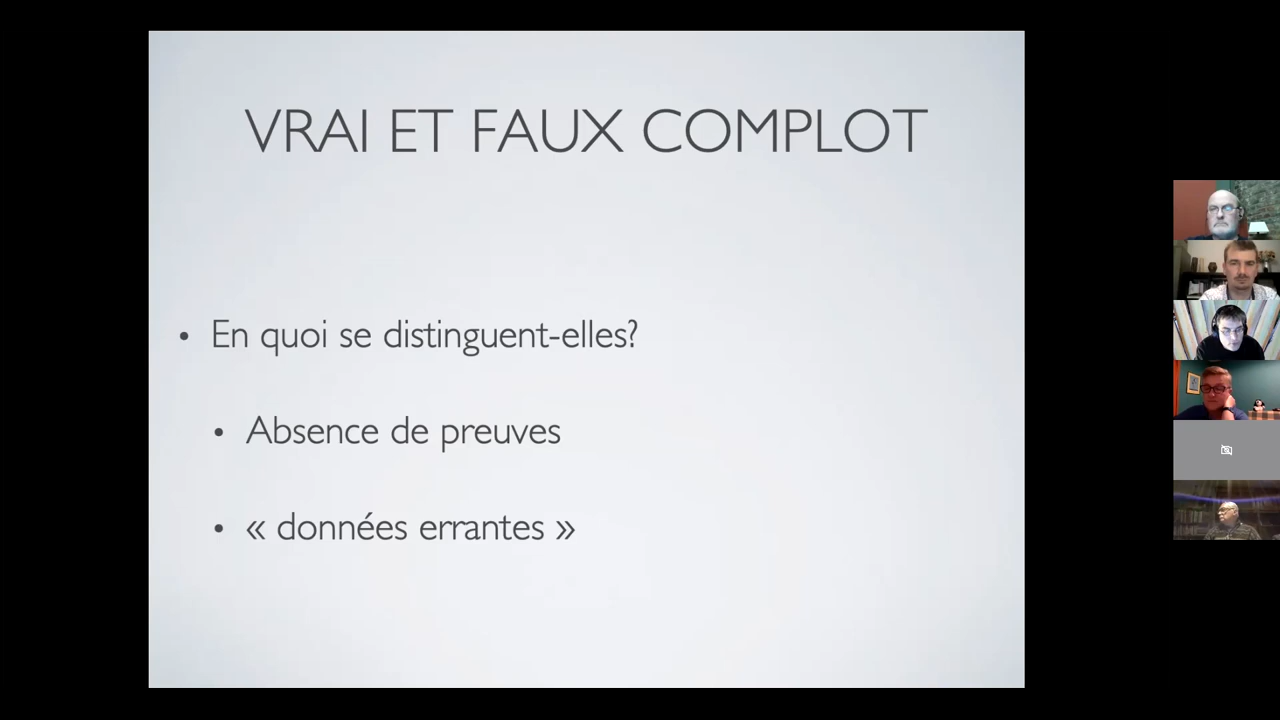 VRAI ET FAUX COMPLOT
• En quoi se distinguent-elles?
• Absence de preuves
• « données errantes »